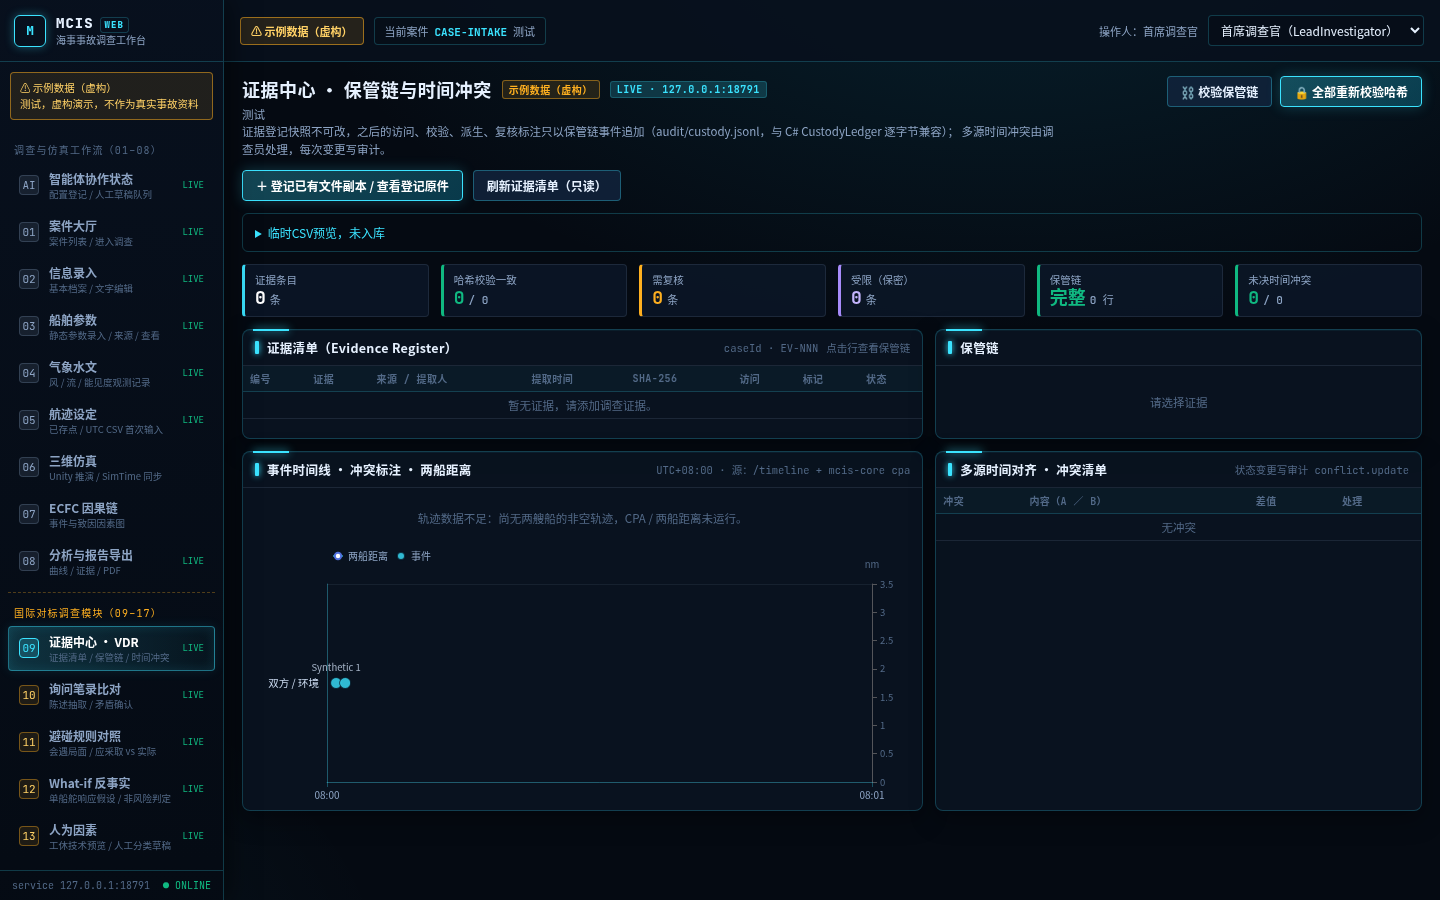 M
MCIS WEB
海事事故调查工作台
⚠ 示例数据（虚构）
当前案件 CASE-INTAKE 测试
操作人：首席调查官
首席调查官（LeadInvestigator）
⚠ 示例数据（虚构）
测试，虚构演示，不作为真实事故资料
调查与仿真工作流（01–08）
AI 智能体协作状态 LIVE
配置登记 / 人工草稿队列
01 案件大厅 LIVE
案件列表 / 进入调查
02 信息录入 LIVE
基本档案 / 文字编辑
03 船舶参数 LIVE
静态参数录入 / 来源 / 查看
04 气象水文 LIVE
风 / 流 / 能见度观测记录
05 航迹设定 LIVE
已存点 / UTC CSV 首次输入
06 三维仿真
Unity 推演 / SimTime 同步
07 ECFC 因果链
事件与致因因素图
08 分析与报告导出 LIVE
曲线 / 证据 / PDF
国际对标调查模块（09–17）
09 证据中心 · VDR LIVE
证据清单 / 保管链 / 时间冲突
10 询问笔录比对 LIVE
陈述抽取 / 矛盾确认
11 避碰规则对照 LIVE
会遇局面 / 应采取 vs 实际
12 What-if 反事实 LIVE
单船舵响应假设 / 非风险判定
13 人为因素 LIVE
工休技术预览 / 人工分类草稿
service 127.0.0.1:18791 ● ONLINE
证据中心 · 保管链与时间冲突 示例数据（虚构） LIVE · 127.0.0.1:18791
⛓ 校验保管链
🔒 全部重新校验哈希
测试
证据登记快照不可改，之后的访问、校验、派生、复核标注只以保管链事件追加（audit/custody.jsonl，与 C# CustodyLedger 逐字节兼容）； 多源时间冲突由调
查员处理，每次变更写审计。
＋ 登记已有文件副本 / 查看登记原件
刷新证据清单（只读）
▶ 临时CSV预览，未入库
证据条目
0 条
哈希校验一致
0 / 0
需复核
0 条
受限（保密）
0 条
保管链
完整 0 行
未决时间冲突
0 / 0
证据清单（Evidence Register） caseId · EV-NNN 点击行查看保管链
编号 证据 来源 / 提取人 提取时间 SHA-256 访问 标记 状态
暂无证据，请添加调查证据。
保管链
请选择证据
事件时间线 · 冲突标注 · 两船距离 UTC+08:00 · 源：/timeline + mcis-core cpa
轨迹数据不足：尚无两艘船的非空轨迹，CPA / 两船距离未运行。
两船距离 事件
nm
3.5
3
2.5
2
1.5
1
0.5
0
Synthetic 1
双方 / 环境
08:00 08:01
多源时间对齐 · 冲突清单 状态变更写审计 conflict.update
冲突 内容（A ／ B） 差值 处理
无冲突